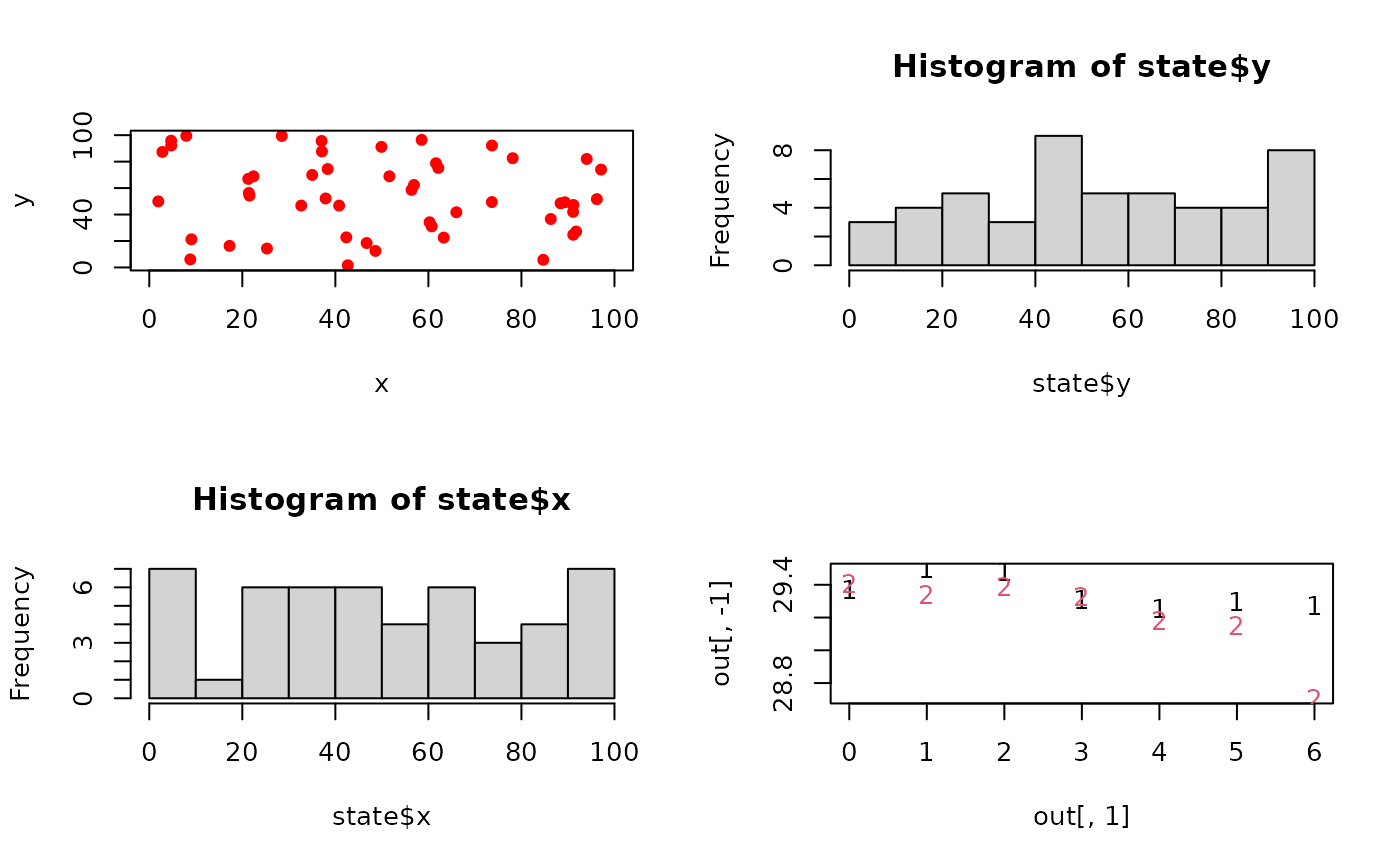 y
0
40
100
0 20 40 60 80 100
x
Histogram of state$y
Frequency
0
4
8
0 20 40 60 80 100
state$y
Histogram of state$x
Frequency
0
3
6
0 20 40 60 80 100
state$x
out[, -1]
28.8
29.4
1 1 1 1 1 1 1
2 2 2 2 2 2 2
0 1 2 3 4 5 6
out[, 1]